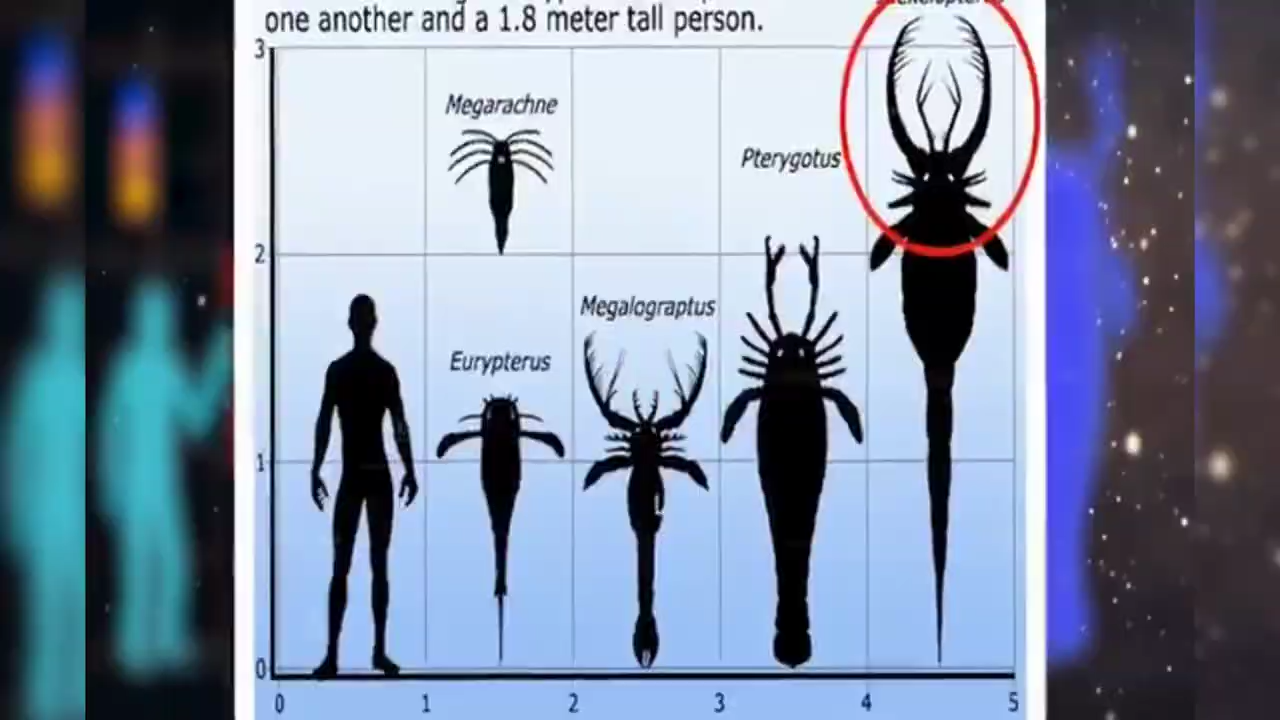 one another and a 1.8 meter tall person.
3
Megarachne
Pterygotus
2
Megalograptus
Eurypterus
1
0
0 1 2 3 4 5